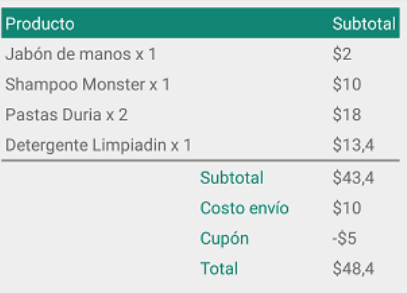 Producto Subtotal
Jabón de manos x 1 $2
Shampoo Monster x 1 $10
Pastas Duria x 2 $18
Detergente Limpiadin x 1 $13,4
Subtotal $43,4
Costo envío $10
Cupón -$5
Total $48,4